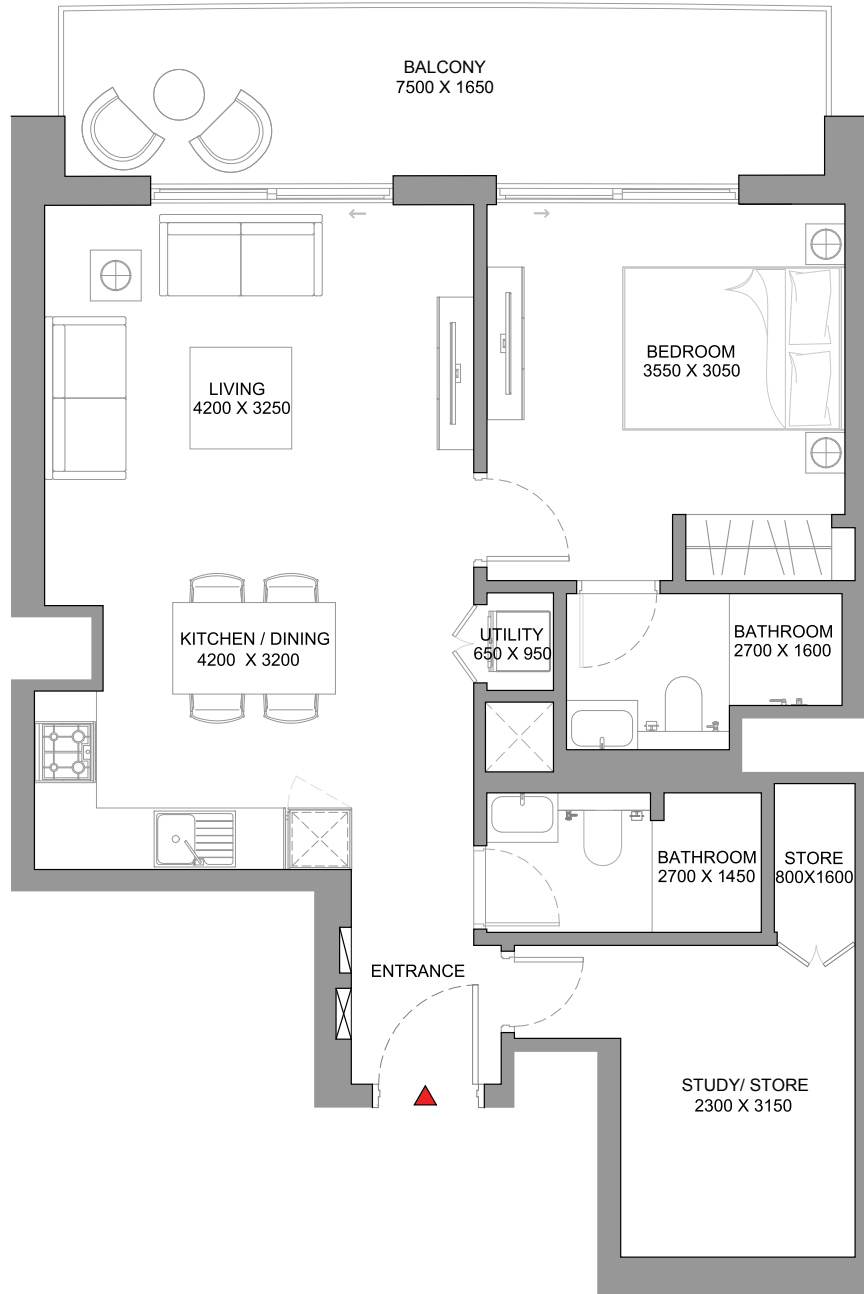 BALCONY
7500 X 1650
LIVING
4200 X 3250
BEDROOM
3550 X 3050
KITCHEN / DINING
4200 X 3200
UTILITY
650 X 950
BATHROOM
2700 X 1600
BATHROOM
2700 X 1450
STORE
800X1600
ENTRANCE
STUDY/ STORE
2300 X 3150